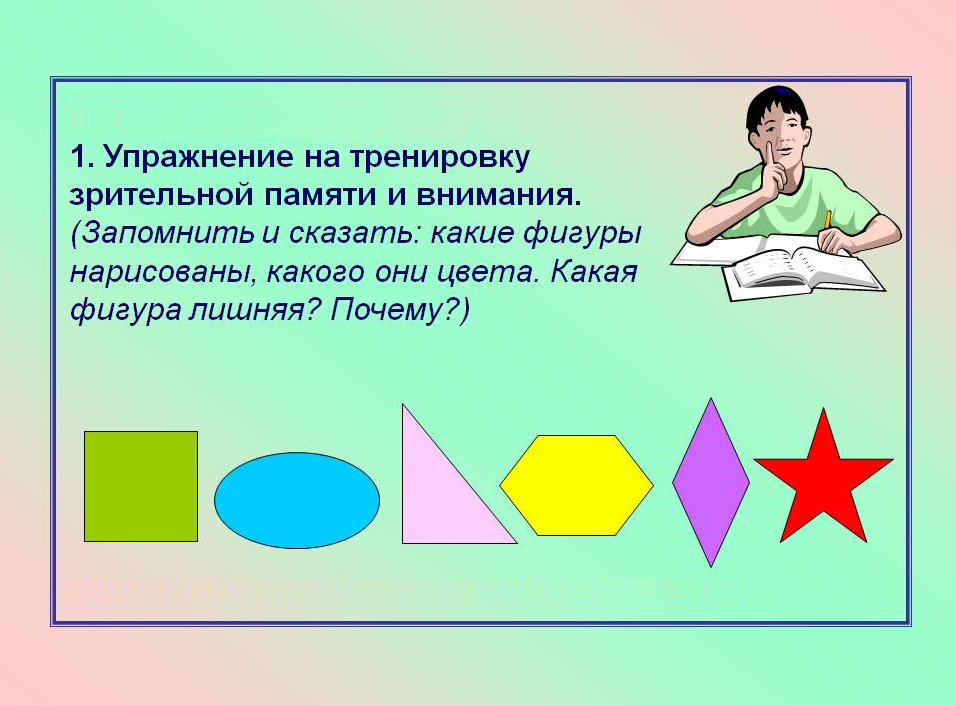 1. Упражнение на тренировку
зрительной памяти и внимания.
(Запомнить и сказать: какие фигуры
нарисованы, какого они цвета. Какая
фигура лишняя? Почему?)